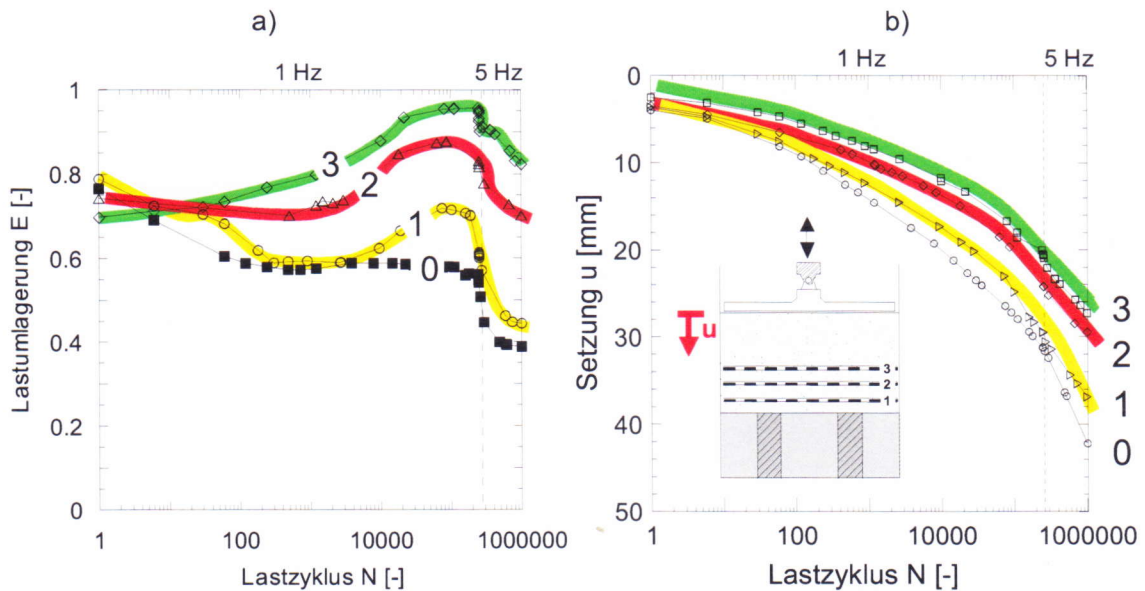 a)
1 Hz
5 Hz
1
0.8
0.6
0.4
0.2
0
Lastumlagerung E [-]
3
2
1
0
1
100
10000
1000000
Lastzyklus N [-]
b)
1 Hz
5 Hz
0
10
20
30
40
50
Setzung u [mm]
u
3
2
1
3
2
1
0
1
100
10000
1000000
Lastzyklus N [-]